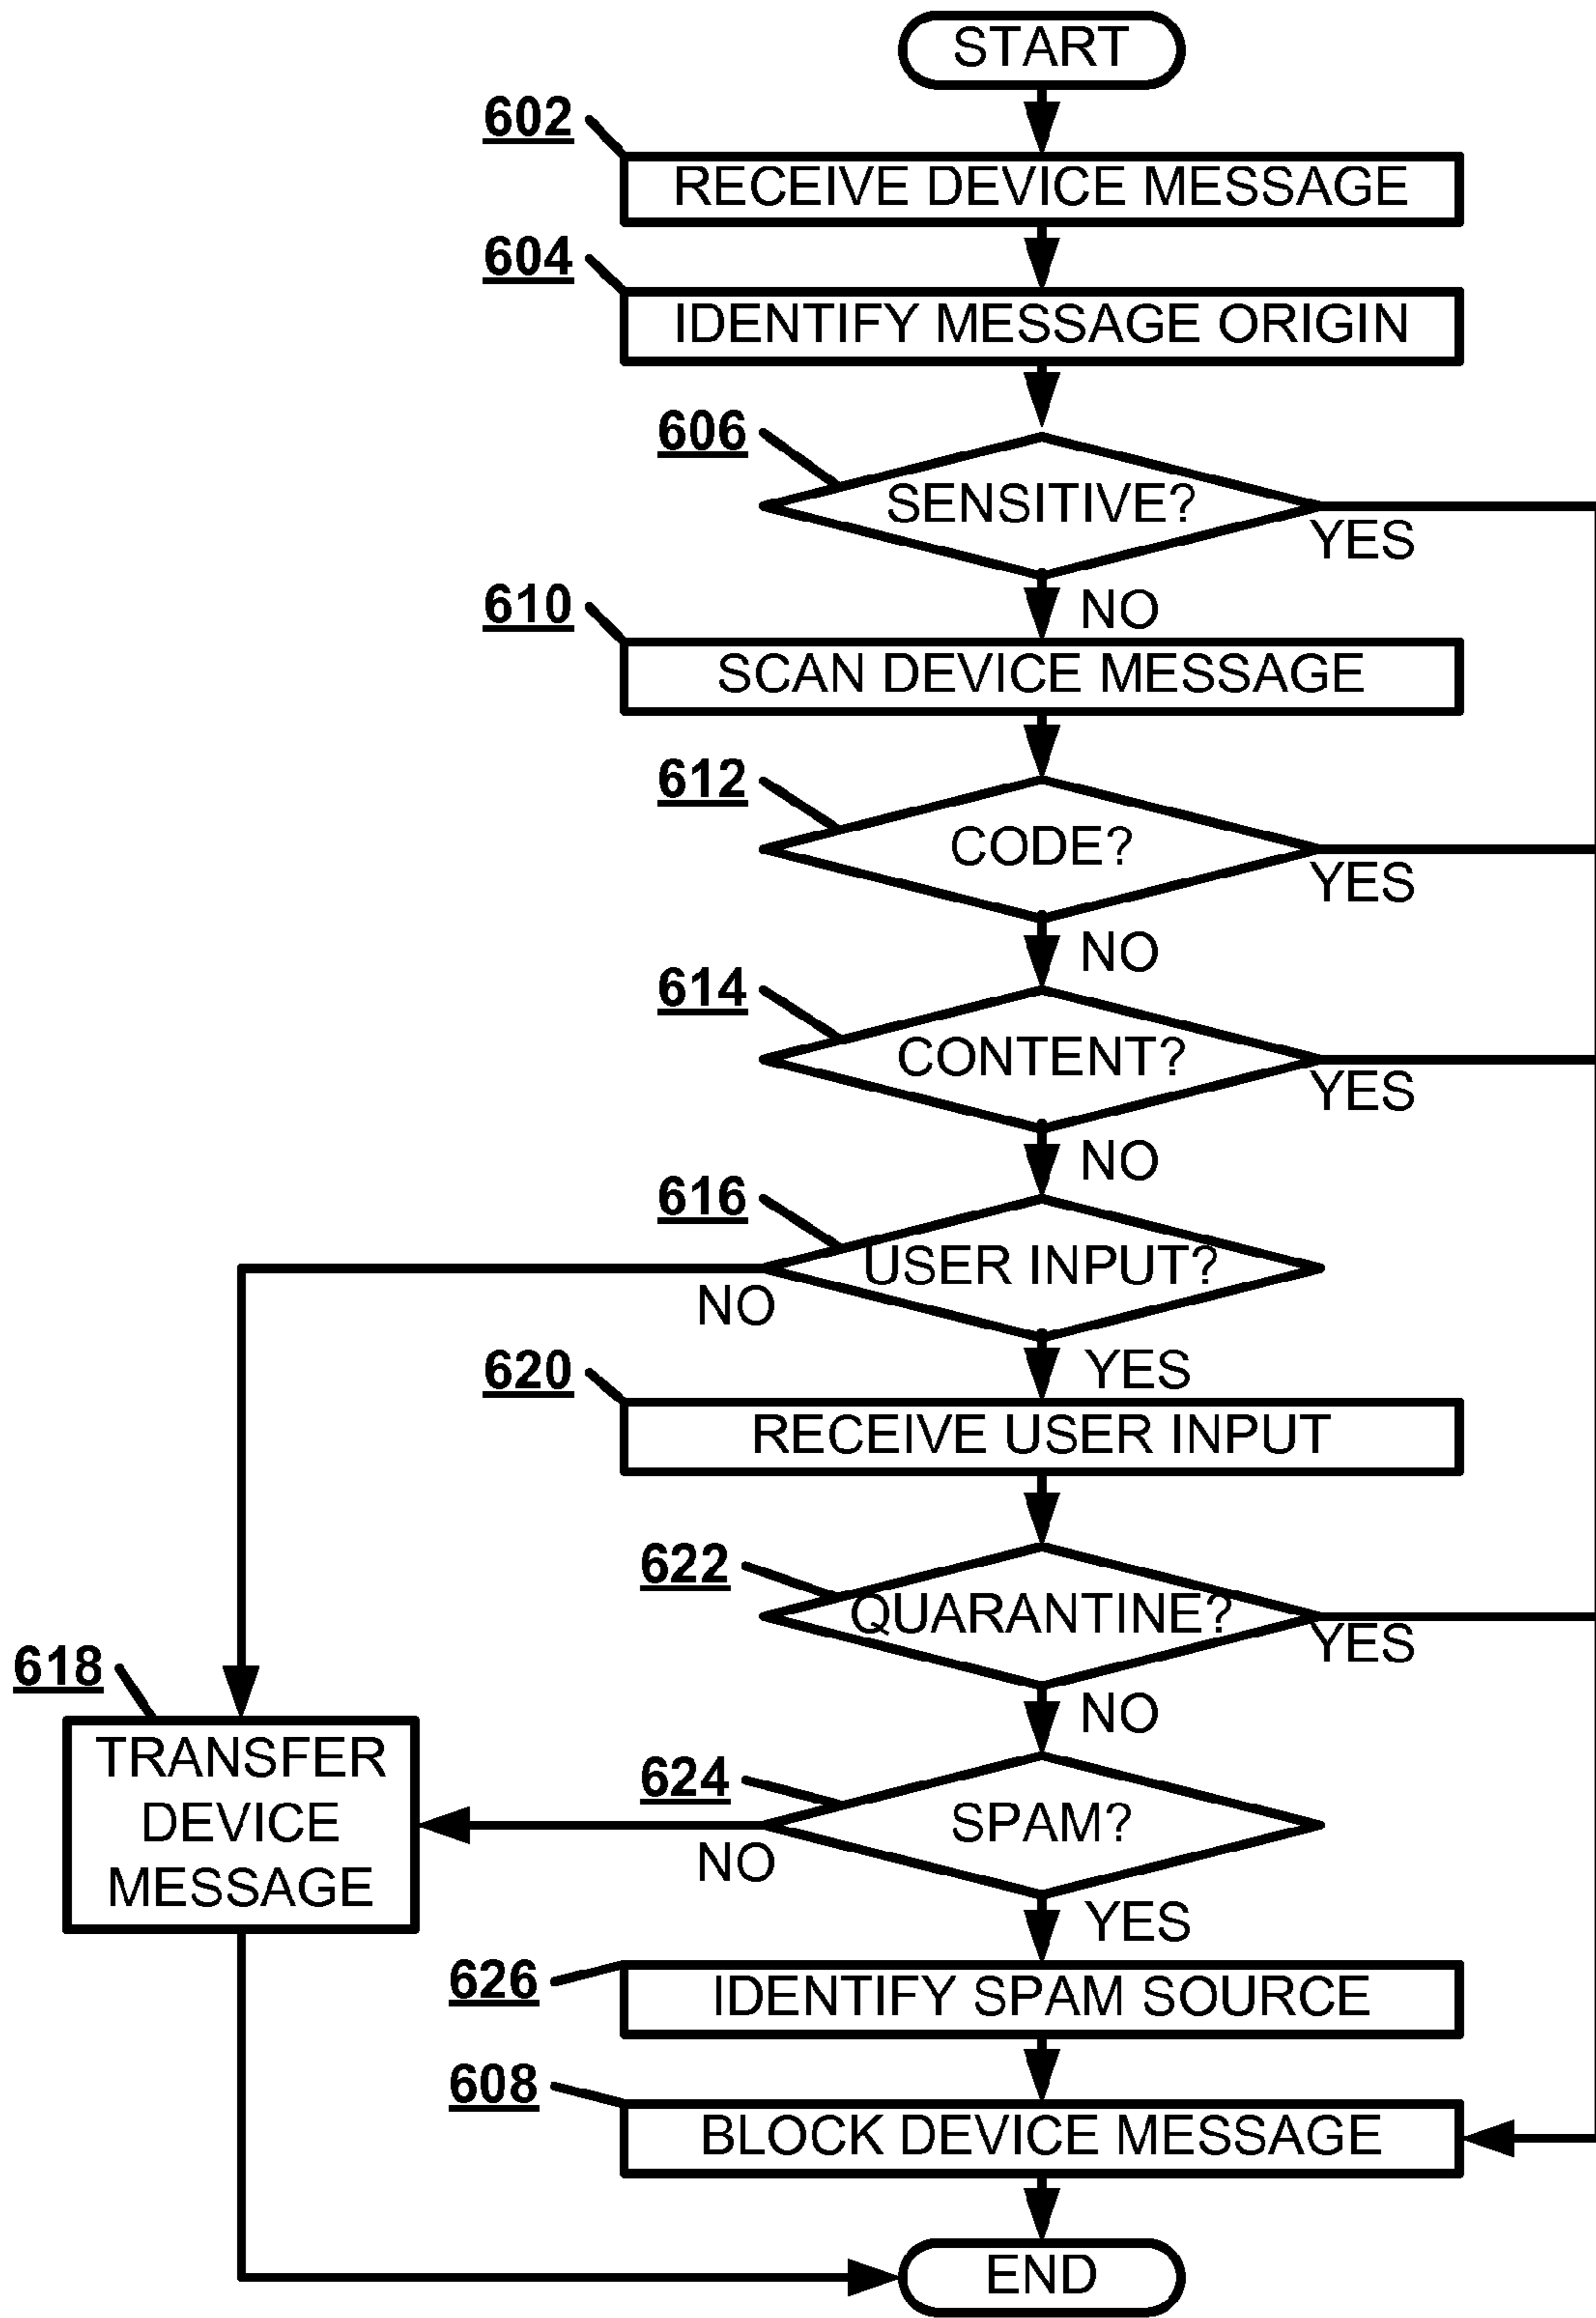 START
602
RECEIVE DEVICE MESSAGE
604
IDENTIFY MESSAGE ORIGIN
606
SENSITIVE?
YES
NO
610
SCAN DEVICE MESSAGE
612
CODE?
YES
NO
614
CONTENT?
YES
NO
616
USER INPUT?
NO
YES
620
RECEIVE USER INPUT
622
QUARANTINE?
YES
NO
618
TRANSFER
DEVICE
MESSAGE
624
SPAM?
NO
YES
626
IDENTIFY SPAM SOURCE
608
BLOCK DEVICE MESSAGE
END